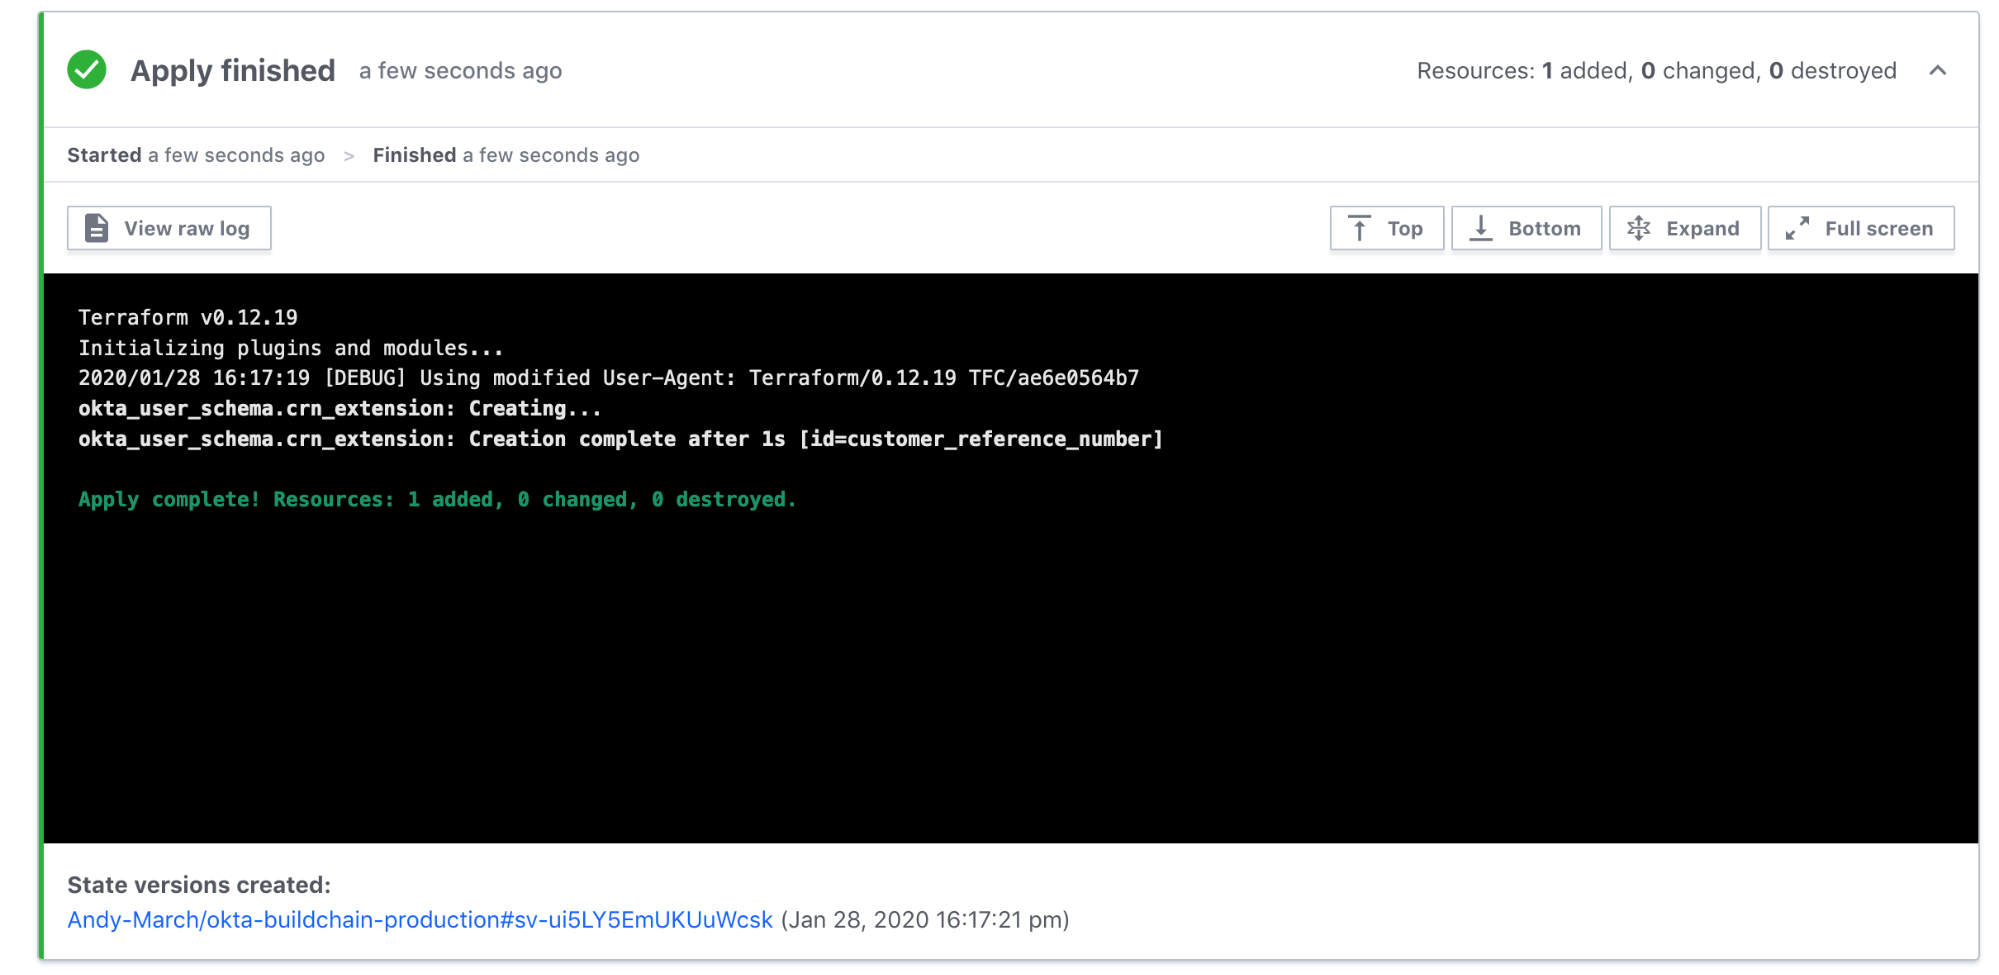 Apply finished a few seconds ago
Resources: 1 added, 0 changed, 0 destroyed
Started a few seconds ago > Finished a few seconds ago
View raw log
Top
Bottom
Expand
Full screen
Terraform v0.12.19
Initializing plugins and modules...
2020/01/28 16:17:19 [DEBUG] Using modified User-Agent: Terraform/0.12.19 TFC/ae6e0564b7
okta_user_schema.crn_extension: Creating...
okta_user_schema.crn_extension: Creation complete after 1s [id=customer_reference_number]
Apply complete! Resources: 1 added, 0 changed, 0 destroyed.
State versions created:
Andy-March/okta-buildchain-production#sv-ui5LY5EmUKUuWcsk (Jan 28, 2020 16:17:21 pm)